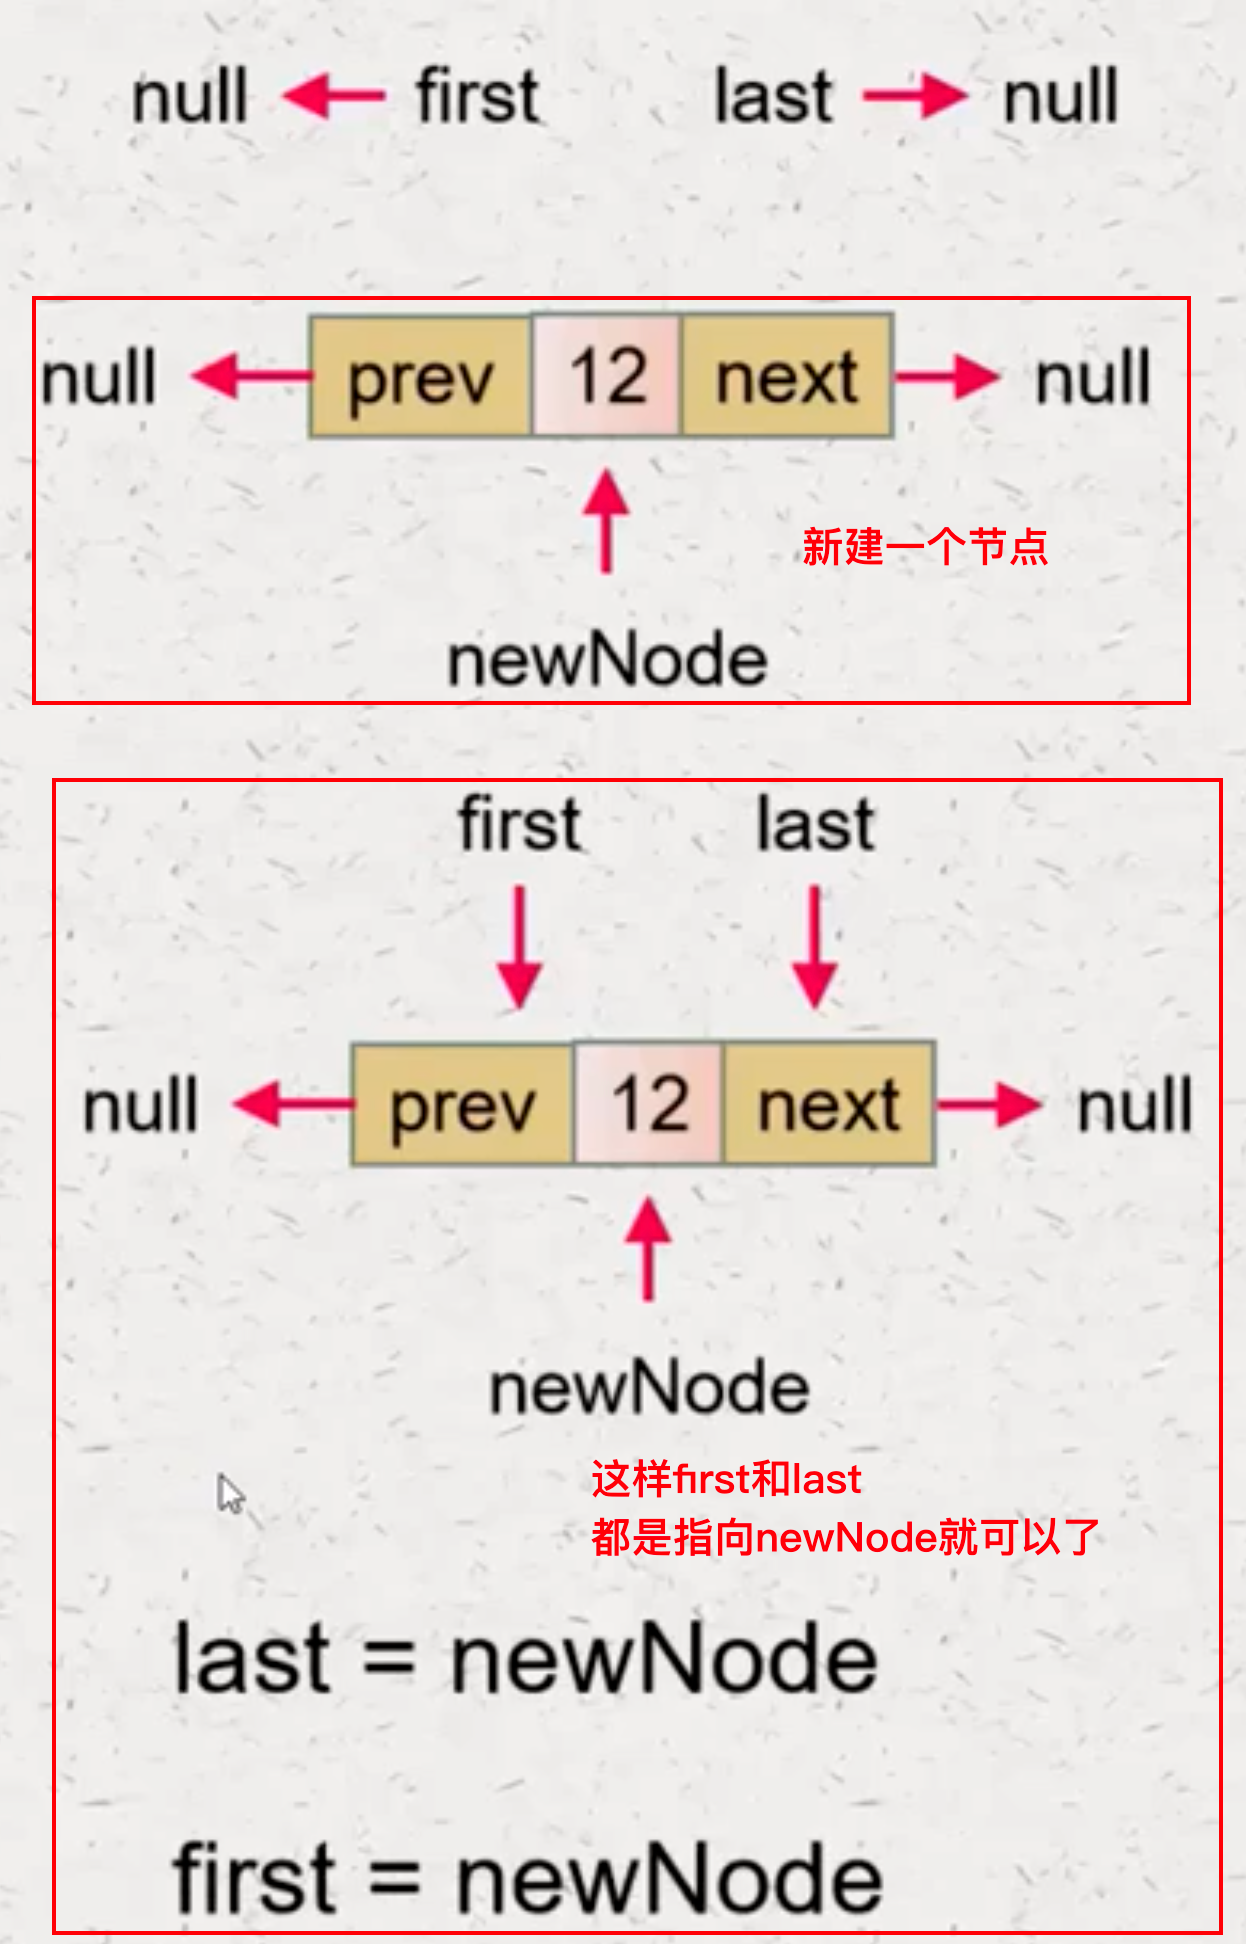 null first last null
null prev 12 next null
新建一个节点
newNode
first last
null prev 12 next null
newNode
这样first和last
都是指向newNode就可以了
last = newNode
first = newNode